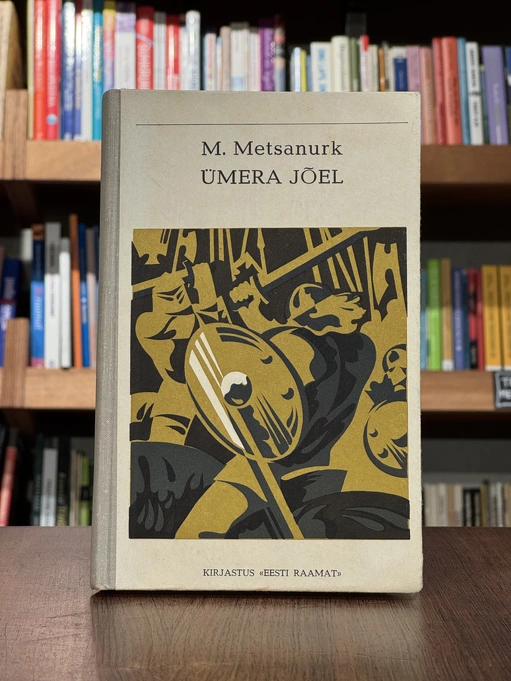 M. Metsanurk
ÜMERA JÕEL
KIRJASTUS «EESTI RAAMAT»